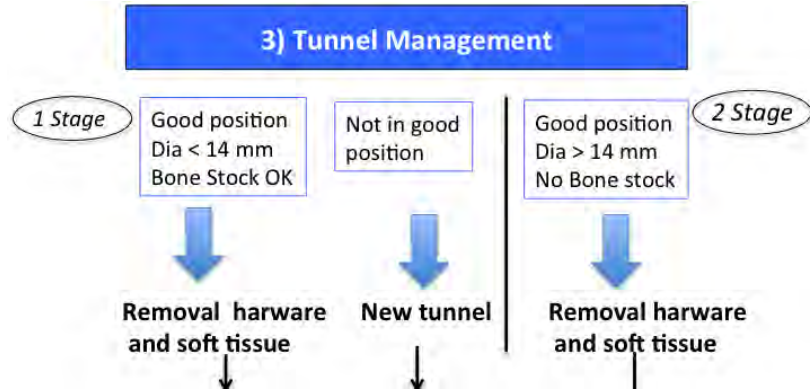 3) Tunnel Management
1 Stage
Good position
Dia < 14 mm
Bone Stock OK
Not in good
position
Good position
Dia > 14 mm
No Bone stock
2 Stage
Removal harware
and soft tissue
New tunnel
Removal harware
and soft tissue